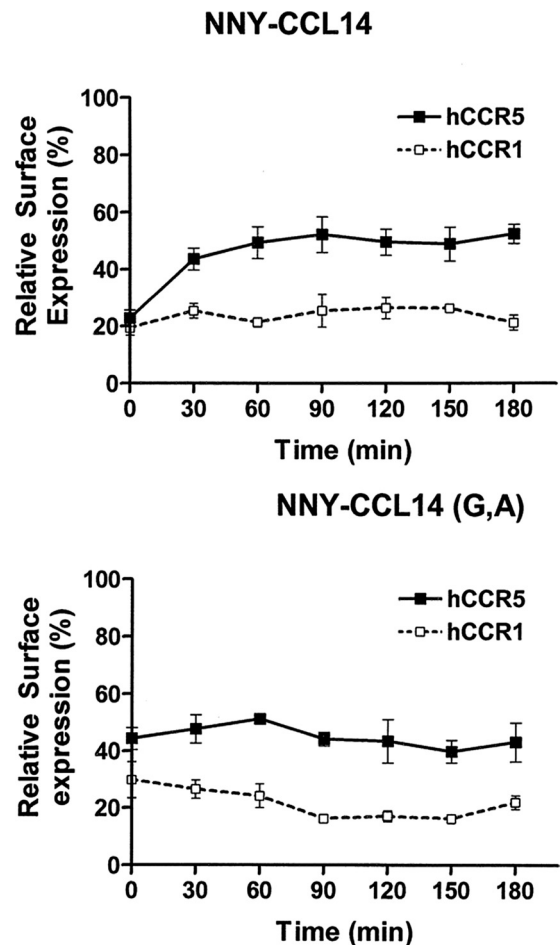 NNY-CCL14
100
80
60
40
20
0
Relative Surface
Expression (%)
hCCR5
hCCR1
0 30 60 90 120 150 180
Time (min)
NNY-CCL14 (G,A)
100
80
60
40
20
0
Relative Surface
expression (%)
hCCR5
hCCR1
0 30 60 90 120 150 180
Time (min)